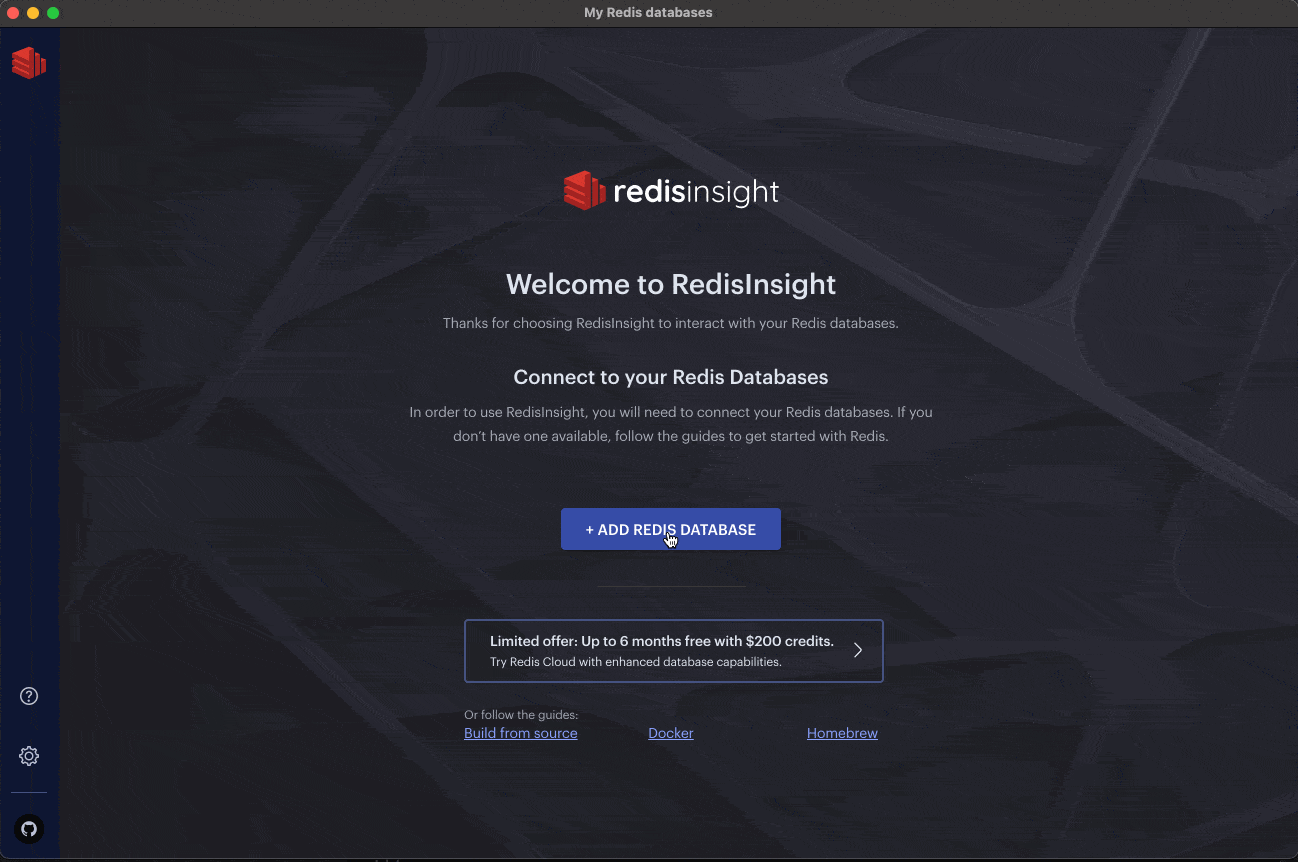 My Redis databases
redisinsight
Welcome to RedisInsight
Thanks for choosing RedisInsight to interact with your Redis databases.
Connect to your Redis Databases
In order to use RedisInsight, you will need to connect your Redis databases. If you
don’t have one available, follow the guides to get started with Redis.
+ ADD REDIS DATABASE
Limited offer: Up to 6 months free with $200 credits.
Try Redis Cloud with enhanced database capabilities.
Or follow the guides:
Build from source Docker Homebrew